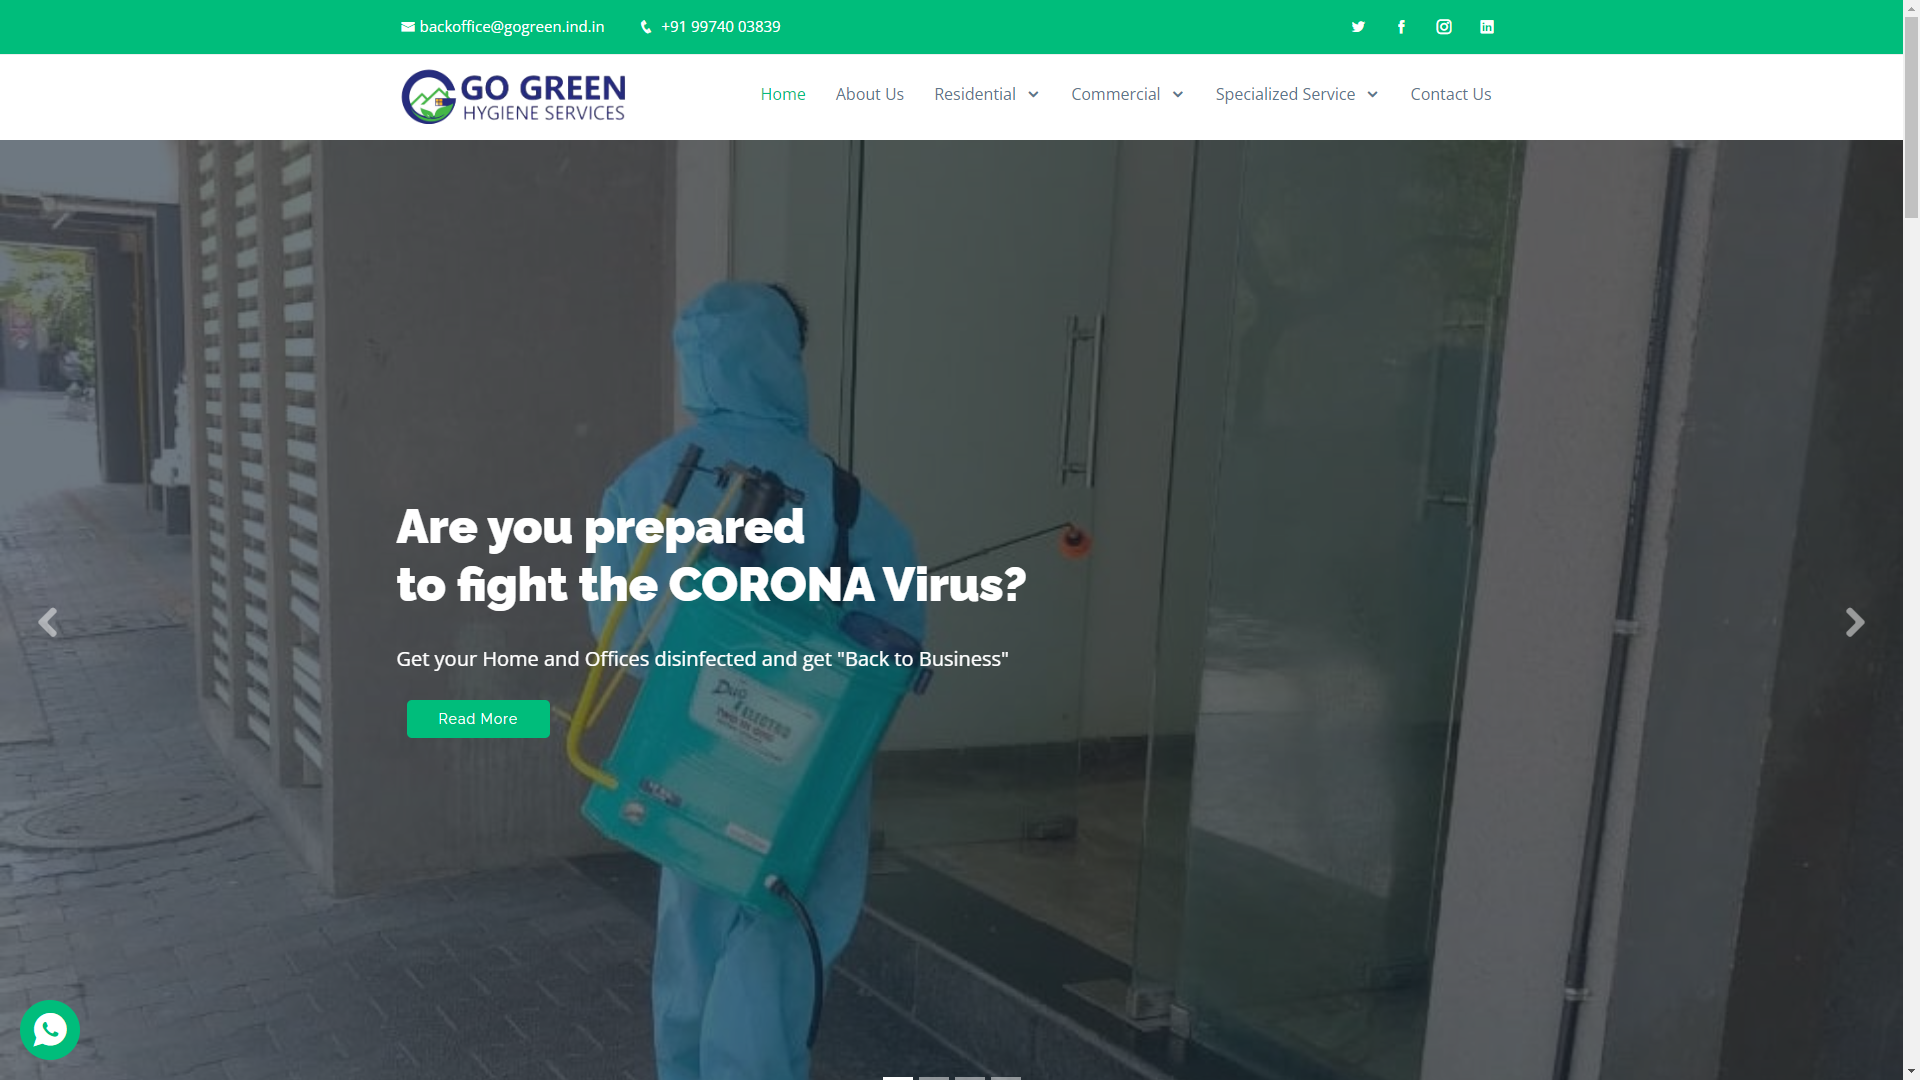 backoffice@gogreen.ind.in +91 99740 03839
GO GREEN
HYGIENE SERVICES
Home About Us Residential Commercial Specialized Service Contact Us
Are you prepared
to fight the CORONA Virus?
Get your Home and Offices disinfected and get "Back to Business"
Read More